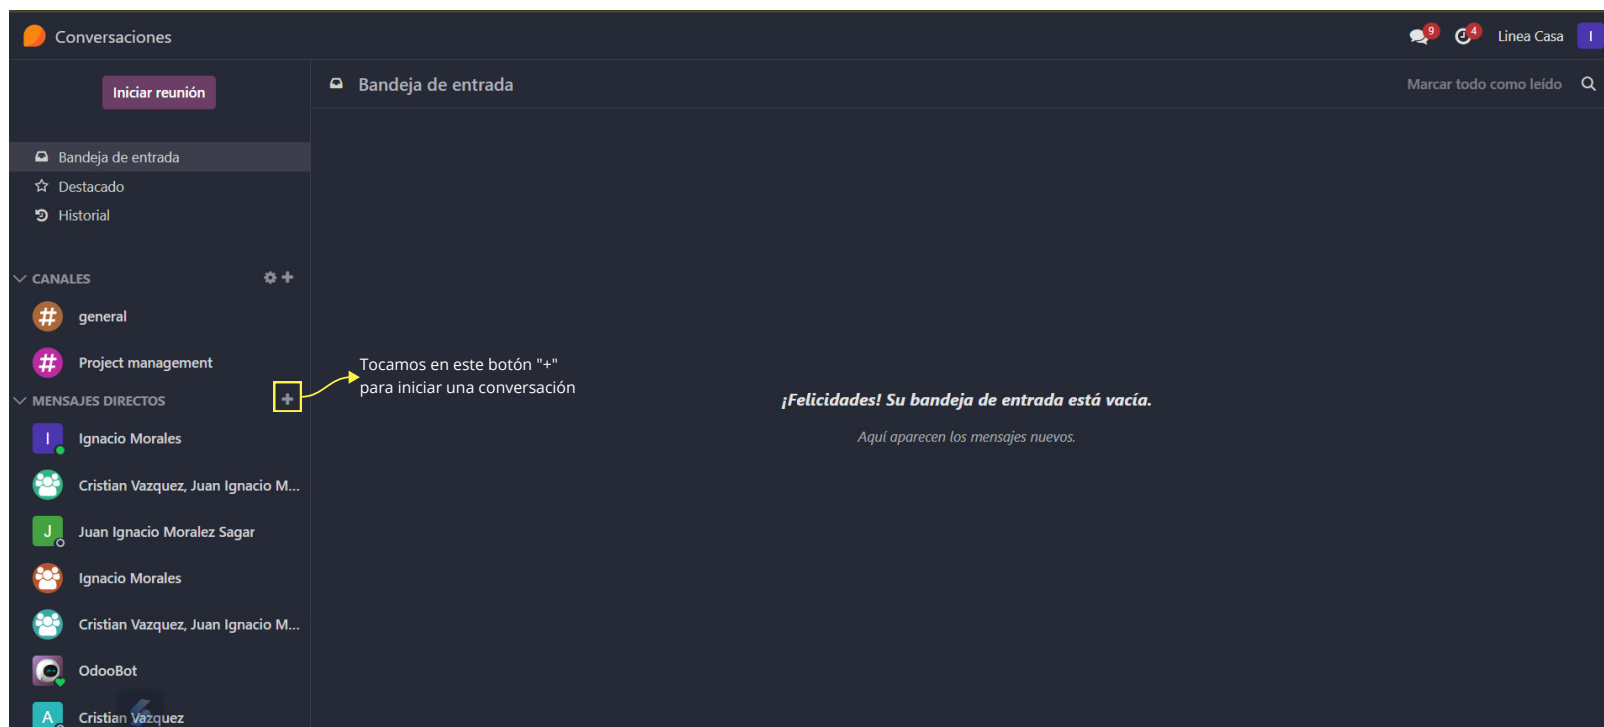 Conversaciones
9
4
Linea Casa
I
Iniciar reunión
Bandeja de entrada
Marcar todo como leído
Bandeja de entrada
Destacado
Historial
CANALES
general
Project management
MENSAJES DIRECTOS
Tocamos en este botón "+"
para iniciar una conversación
I
Ignacio Morales
Cristian Vazquez, Juan Ignacio M...
J
Juan Ignacio Moralez Sagar
Ignacio Morales
Cristian Vazquez, Juan Ignacio M...
OdooBot
A
Cristian Vazquez
¡Felicidades! Su bandeja de entrada está vacía.
Aquí aparecen los mensajes nuevos.